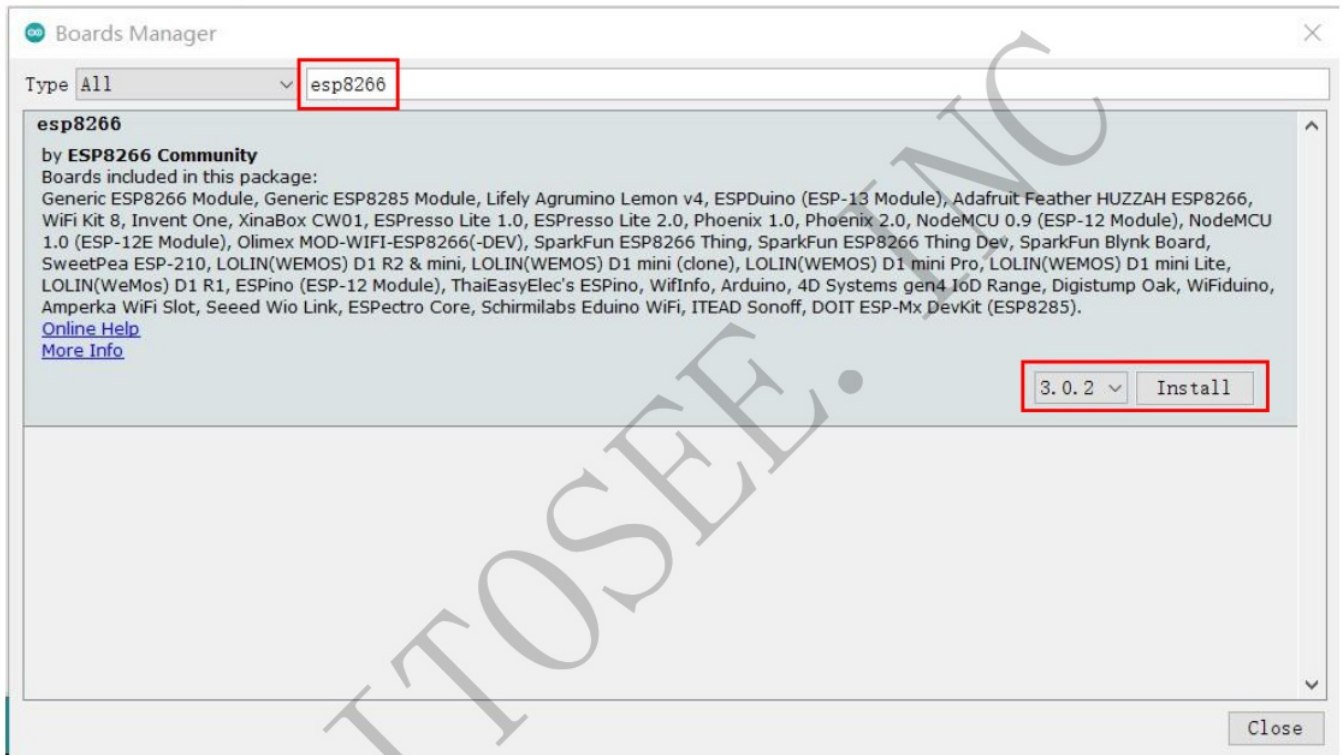 Boards Manager
Type All esp8266
esp8266
by ESP8266 Community
Boards included in this package:
Generic ESP8266 Module, Generic ESP8285 Module, Lifely Agrumino Lemon v4, ESPDuino (ESP-13 Module), Adafruit Feather HUZZAH ESP8266,
WiFi Kit 8, Invent One, XinaBox CW01, ESPresso Lite 1.0, ESPresso Lite 2.0, Phoenix 1.0, Phoenix 2.0, NodeMCU 0.9 (ESP-12 Module), NodeMCU
1.0 (ESP-12E Module), Olimex MOD-WIFI-ESP8266(-DEV), SparkFun ESP8266 Thing, SparkFun ESP8266 Thing Dev, SparkFun Blynk Board,
SweetPea ESP-210, LOLIN(WEMOS) D1 R2 & mini, LOLIN(WEMOS) D1 mini (clone), LOLIN(WEMOS) D1 mini Pro, LOLIN(WEMOS) D1 mini Lite,
LOLIN(WeMos) D1 R1, ESPino (ESP-12 Module), ThaiEasyElec's ESPino, WifInfo, Arduino, 4D Systems gen4 IoD Range, Digistump Oak, WiFiduino,
Amperka WiFi Slot, Seeed Wio Link, ESPectro Core, Schirmilabs Eduino WiFi, ITEAD Sonoff, DOIT ESP-Mx DevKit (ESP8285).
Online Help
More Info
3.0.2 Install
ITOSEE. INC
Close